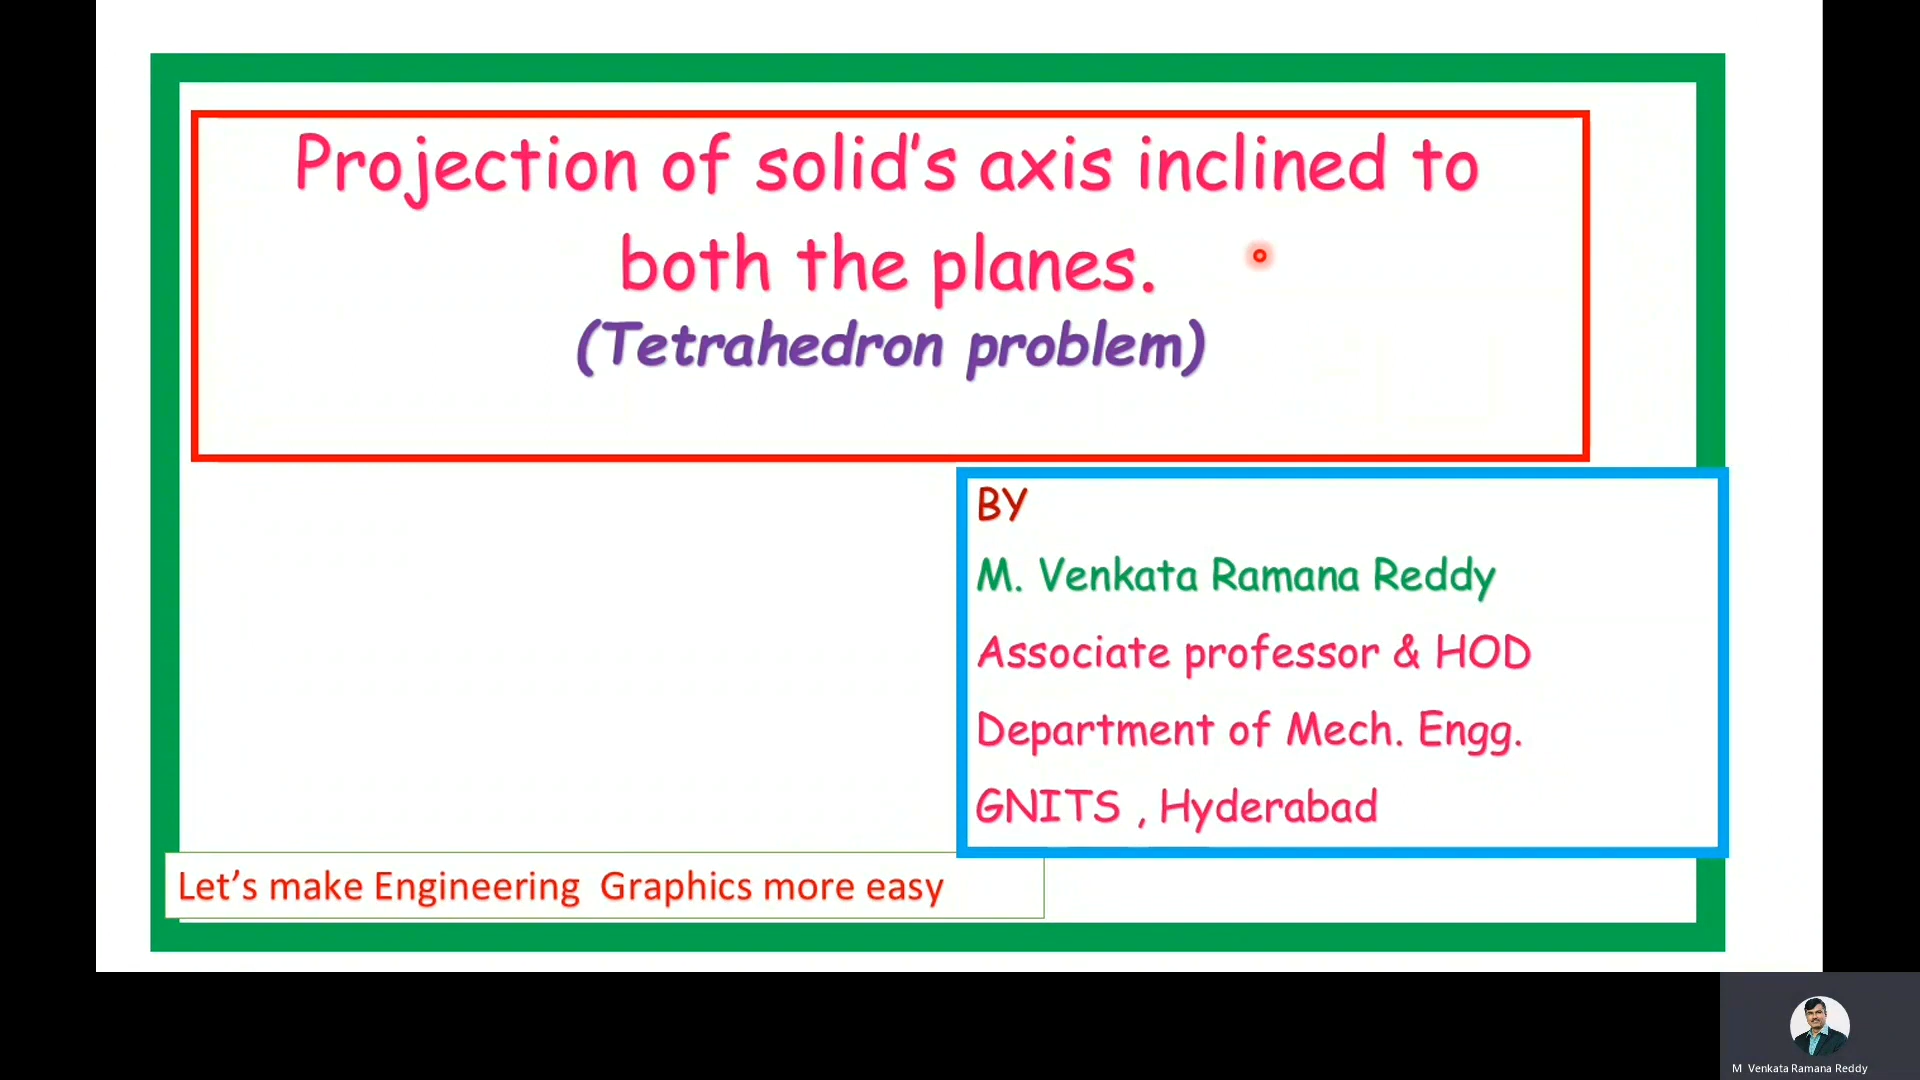 Projection of solid's axis inclined to
both the planes.
(Tetrahedron problem)
BY
M. Venkata Ramana Reddy
Associate professor & HOD
Department of Mech. Engg.
GNITS , Hyderabad
Let’s make Engineering  Graphics more easy
M  Venkata Ramana Reddy